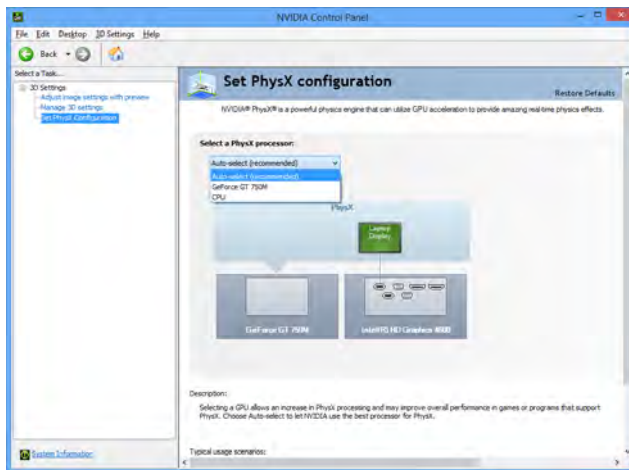 NVIDIA Control Panel
File Edit Desktop 3D Settings Help
Back
Select a Task...
3D Settings
Adjust image settings with preview
Manage 3D settings
Set PhysX Configuration
Set PhysX configuration
Restore Defaults
NVIDIA® PhysX® is a powerful physics engine that can utilize GPU acceleration to provide amazing real-time physics effects.
Select a PhysX processor:
Auto-select (recommended)
Auto-select (recommended)
GeForce GT 750M
CPU
PhysX
Laptop
Display
GeForce GT 750M
Intel(R) HD Graphics 4600
Description:
Selecting a GPU allows an increase in PhysX processing and may improve overall performance in games or programs that support
PhysX. Choose Auto-select to let NVIDIA use the best processor for PhysX.
System Information
Typical usage scenarios: